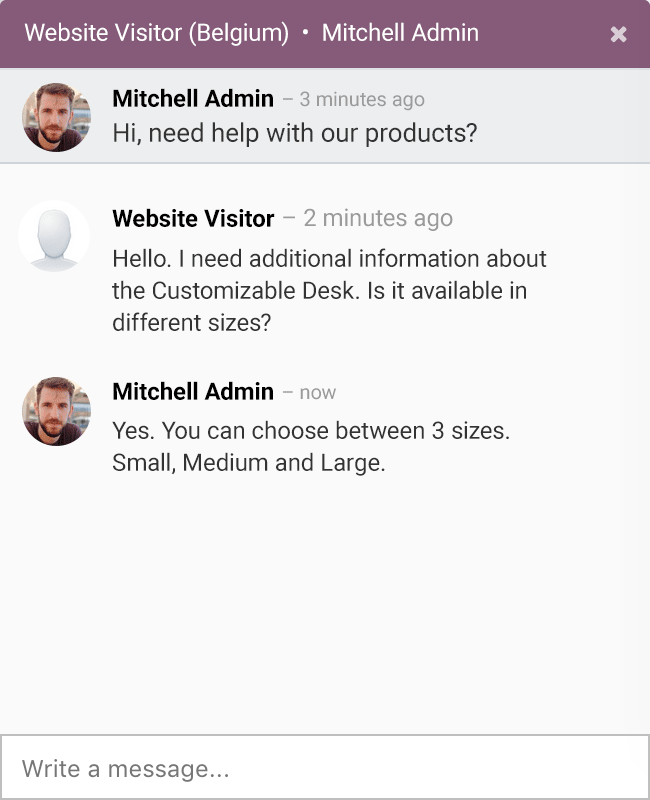 Website Visitor (Belgium) • Mitchell Admin ✖
Mitchell Admin – 3 minutes ago
Hi, need help with our products?
Website Visitor – 2 minutes ago
Hello. I need additional information about
the Customizable Desk. Is it available in
different sizes?
Mitchell Admin – now
Yes. You can choose between 3 sizes.
Small, Medium and Large.
Write a message...